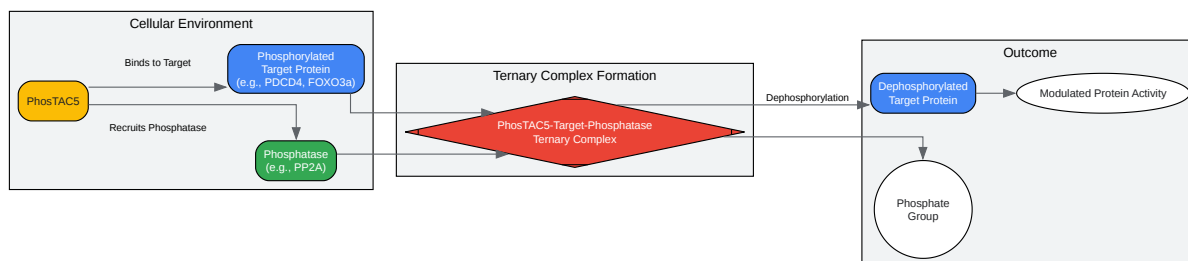 Cellular Environment
PhosTAC5
Binds to Target
Recruits Phosphatase
Phosphorylated
Target Protein
(e.g., PDCD4, FOXO3a)
Phosphatase
(e.g., PP2A)
Ternary Complex Formation
PhosTAC5-Target-Phosphatase
Ternary Complex
Dephosphorylation
Outcome
Dephosphorylated
Target Protein
Modulated Protein Activity
Phosphate
Group